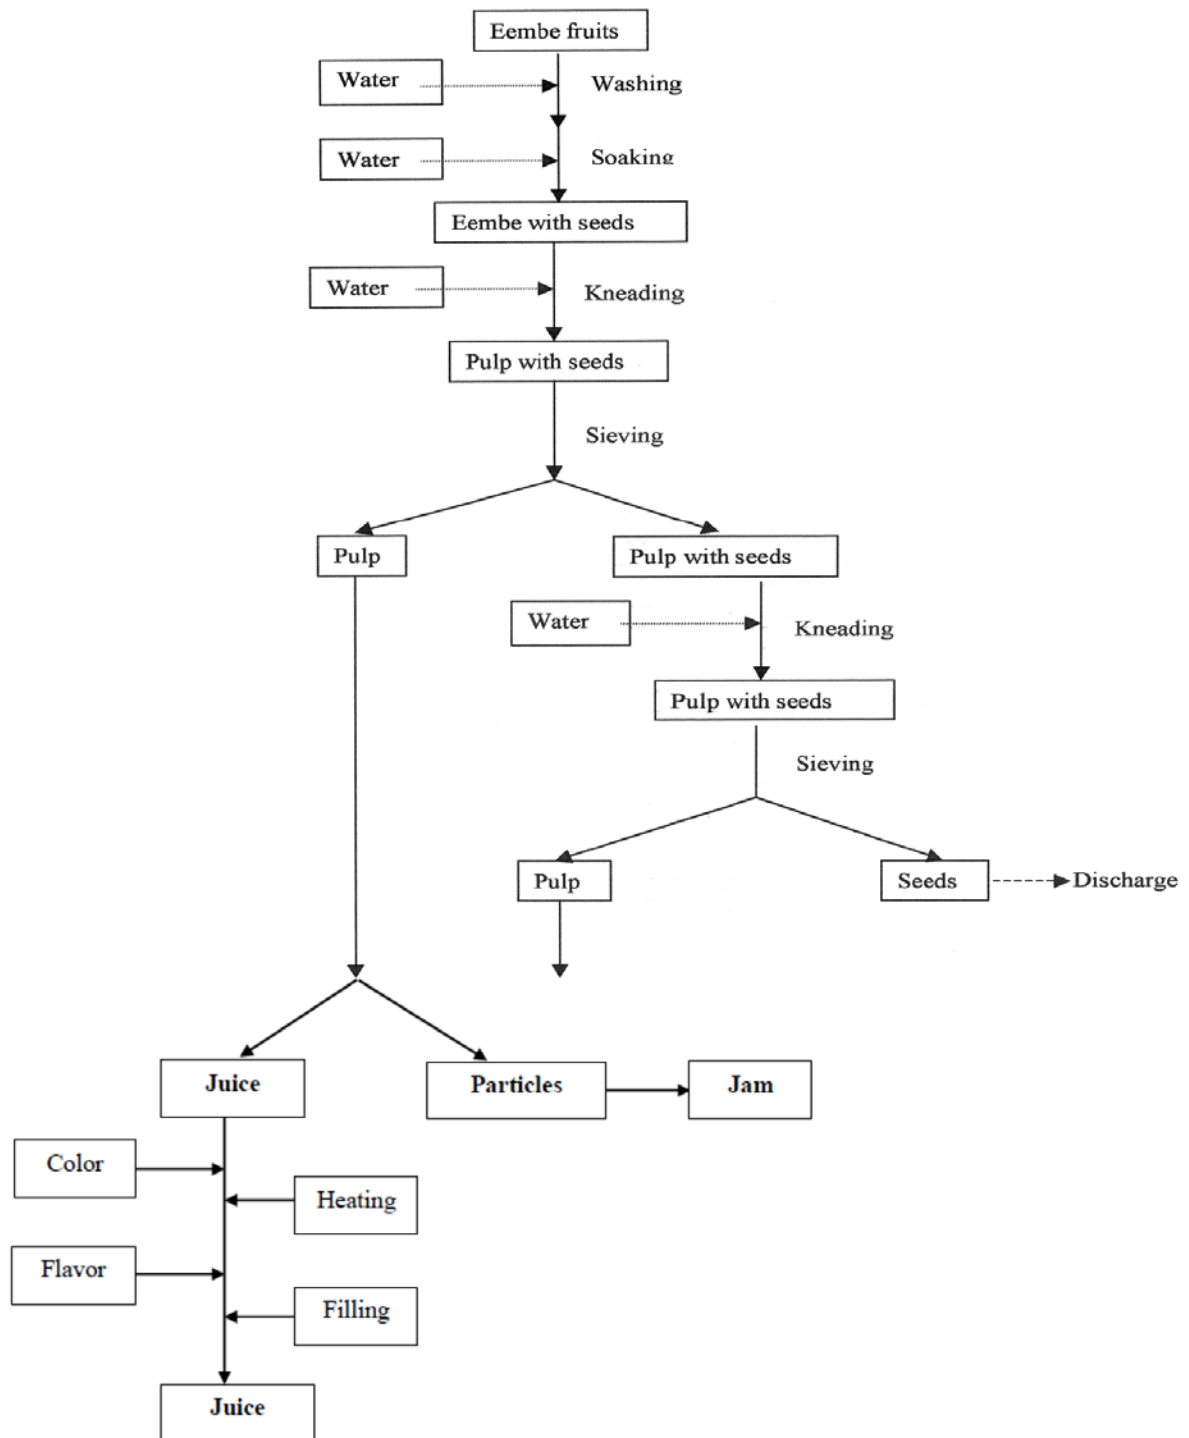 Eembe fruits
Water
Washing
Water
Soaking
Eembe with seeds
Water
Kneading
Pulp with seeds
Sieving
Pulp
Pulp with seeds
Water
Kneading
Pulp with seeds
Sieving
Pulp
Seeds
Discharge
Juice
Particles
Jam
Color
Heating
Flavor
Filling
Juice